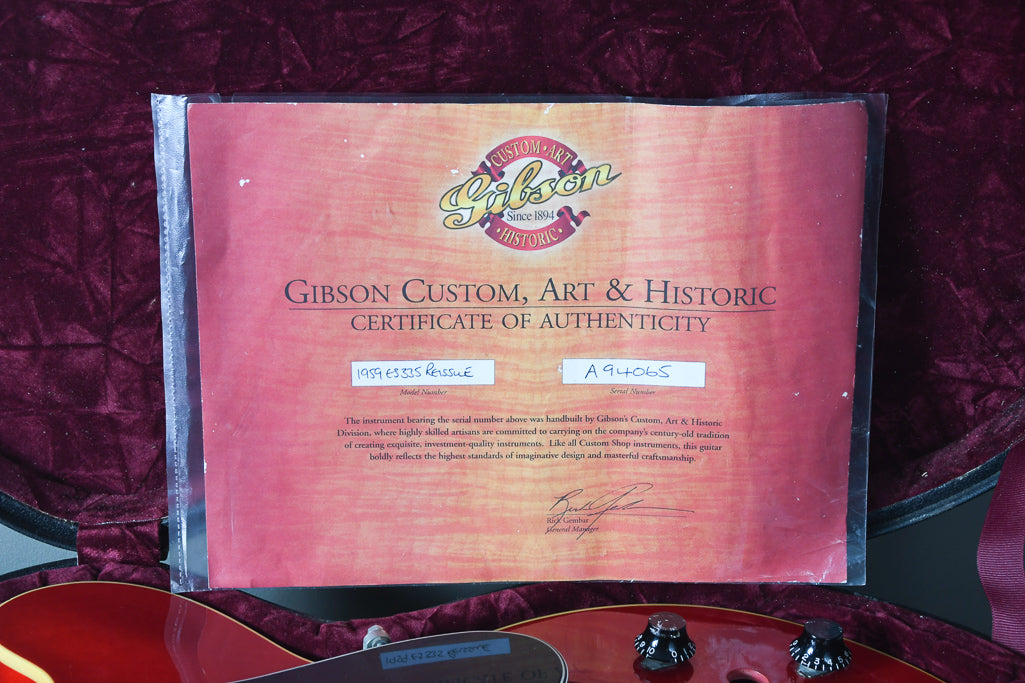 CUSTOM · ART
Gibson
Since 1894
· HISTORIC ·
GIBSON CUSTOM, ART & HISTORIC
CERTIFICATE OF AUTHENTICITY
1959 ES335 REISSUE
A94065
Model Number
Serial Number
The instrument bearing the serial number above was handbuilt by Gibson's Custom, Art & Historic
Division, where highly skilled artisans are committed to carrying on the company's century-old tradition
of creating exquisite, investment-quality instruments. Like all Custom Shop instruments, this guitar
boldly reflects the highest standards of imaginative design and masterful craftsmanship.
Rick Gembar
General Manager